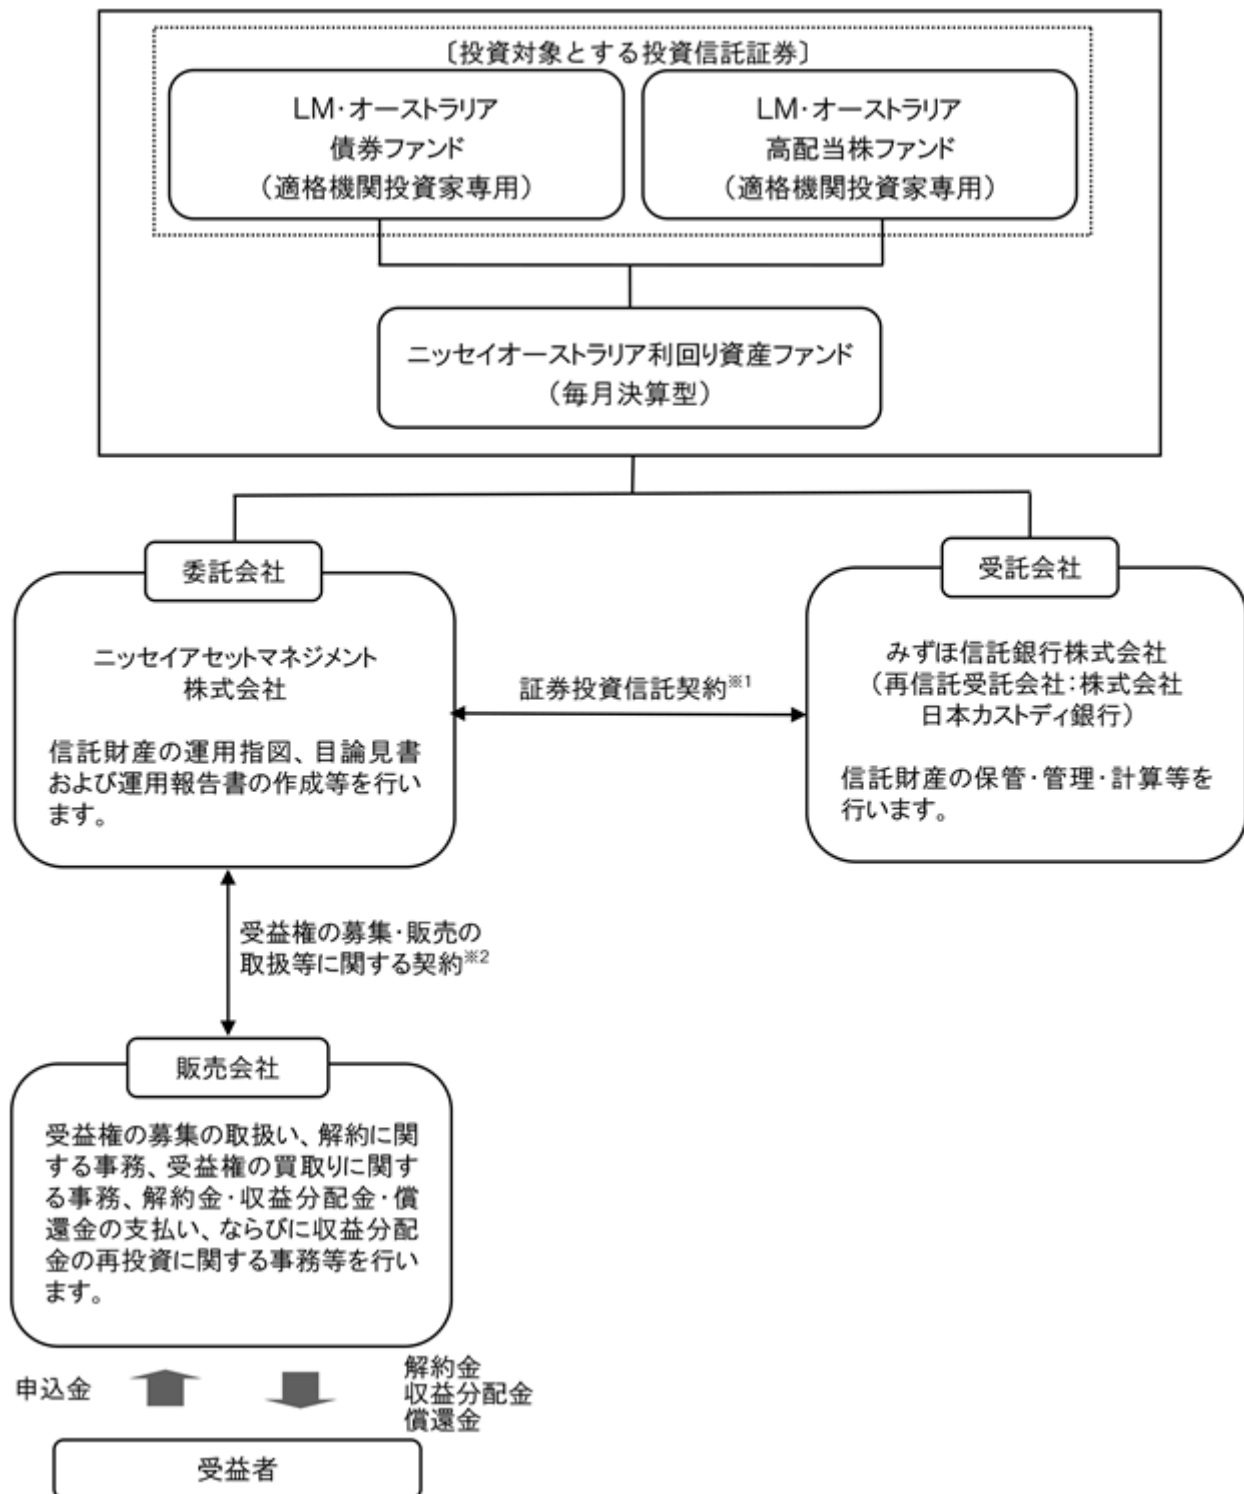 〔投資対象とする投資信託証券〕
LM・オーストラリア
債券ファンド
（適格機関投資家専用）
LM・オーストラリア
高配当株ファンド
（適格機関投資家専用）
ニッセイオーストラリア利回り資産ファンド
（毎月決算型）
委託会社
ニッセイアセットマネジメント
株式会社
信託財産の運用指図、目論見書
および運用報告書の作成等を行い
ます。
証券投資信託契約※1
受託会社
みずほ信託銀行株式会社
（再信託受託会社：株式会社
日本カストディ銀行）
信託財産の保管・管理・計算等を
行います。
受益権の募集・販売の
取扱等に関する契約※2
販売会社
受益権の募集の取扱い、解約に関
する事務、受益権の買取りに関す
る事務、解約金・収益分配金・償
還金の支払い、ならびに収益分配
金の再投資に関する事務等を行い
ます。
申込金
解約金
収益分配金
償還金
受益者